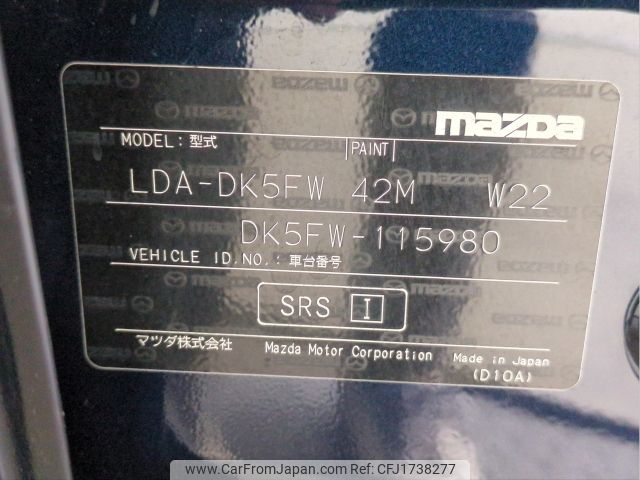 mazda
MODEL: 型式 PAINT
LDA-DK5FW 42M W22
DK5FW-115980
VEHICLE ID.NO.: 車台番号
SRS I
マツダ株式会社 Mazda Motor Corporation Made in Japan
(D10A)
www.CarFromJapan.com - CFJ1738277